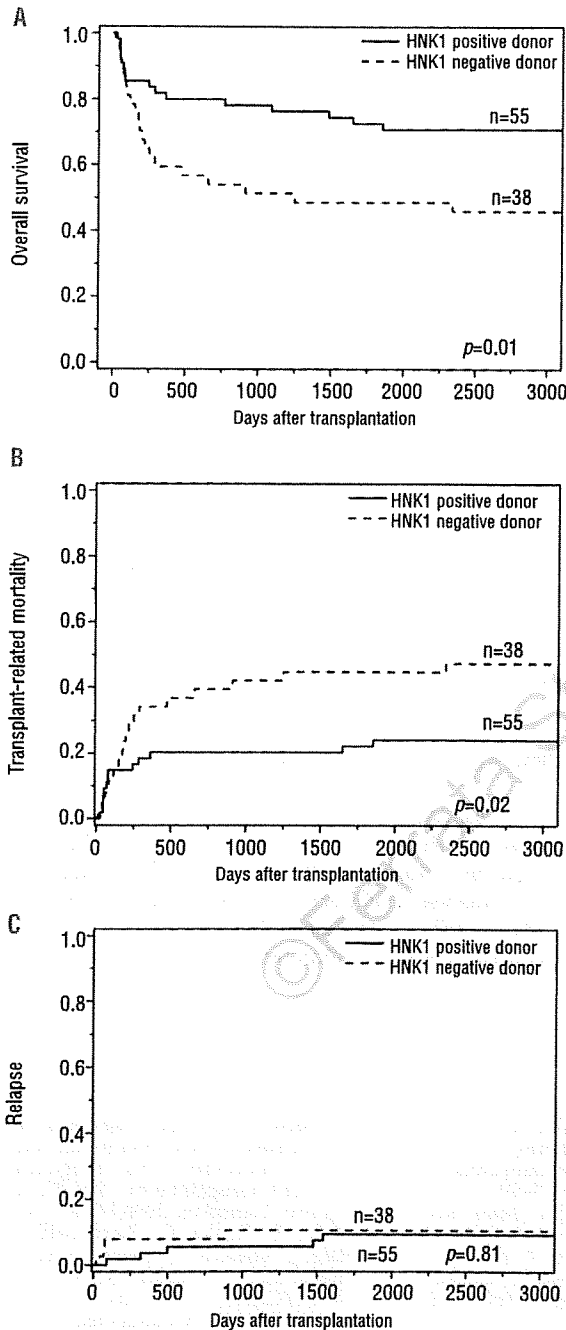 A
1.0
0.8
0.6
0.4
0.2
0.0
Overall survival
HNK1 positive donor
HNK1 negative donor
n=55
n=38
p=0.01
0 500 1000 1500 2000 2500 3000
Days after transplantation
B
1.0
0.8
0.6
0.4
0.2
0.0
Transplant-related mortality
HNK1 positive donor
HNK1 negative donor
n=38
n=55
p=0.02
0 500 1000 1500 2000 2500 3000
Days after transplantation
C
1.0
0.8
0.6
0.4
0.2
0.0
Relapse
HNK1 positive donor
HNK1 negative donor
n=38
n=55 p=0.81
0 500 1000 1500 2000 2500 3000
Days after transplantation
©Ferrata